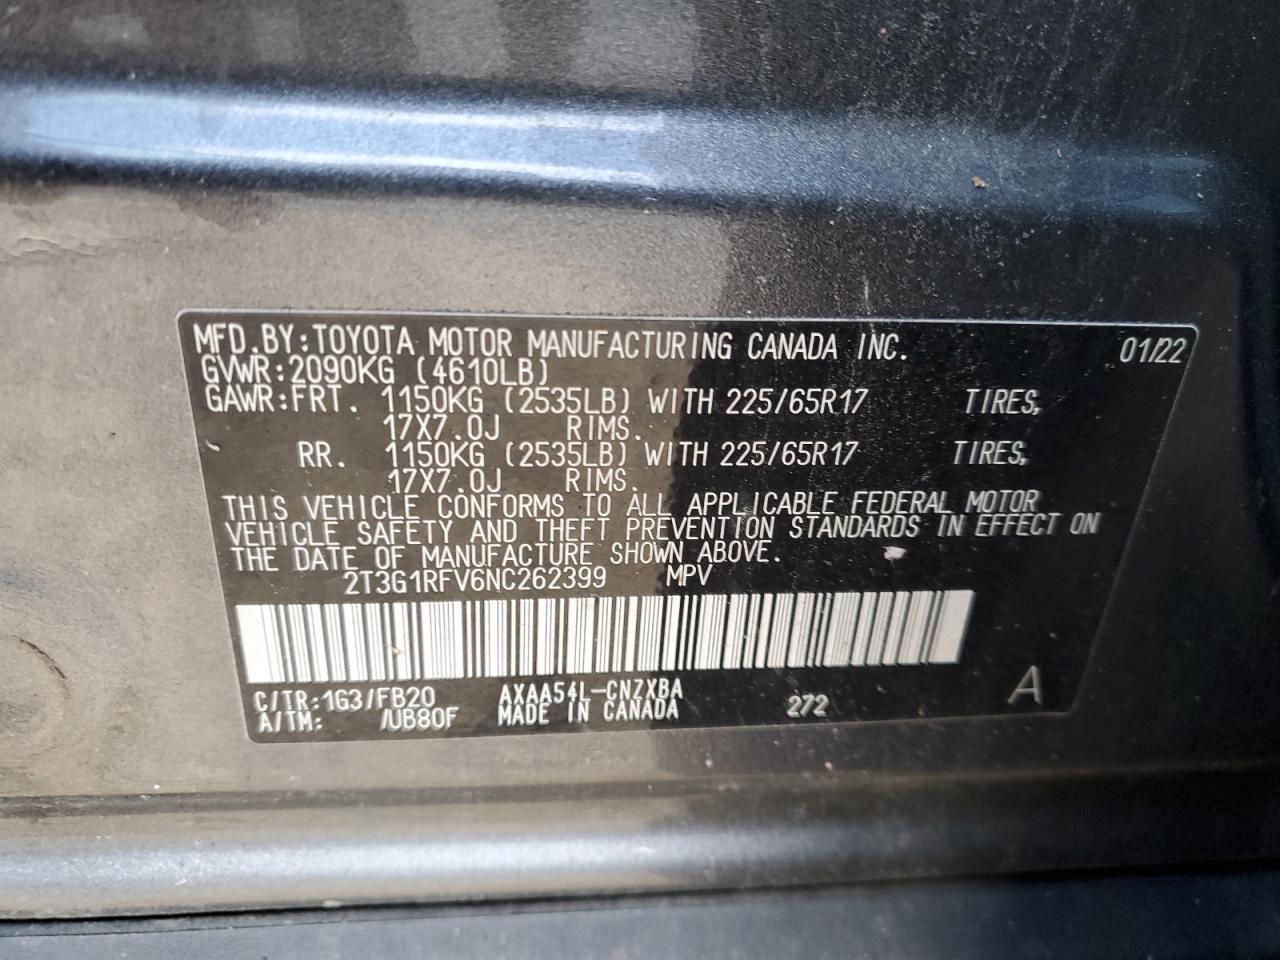 MFD.BY:TOYOTA MOTOR MANUFACTURING CANADA INC. 01/22
GVWR:2090KG (4610LB)
GAWR:FRT. 1150KG (2535LB) WITH 225/65R17 TIRES,
17X7.0J RIMS.
RR. 1150KG (2535LB) WITH 225/65R17 TIRES,
17X7.0J RIMS.
THIS VEHICLE CONFORMS TO ALL APPLICABLE FEDERAL MOTOR
VEHICLE SAFETY AND THEFT PREVENTION STANDARDS IN EFFECT ON
THE DATE OF MANUFACTURE SHOWN ABOVE.
2T3G1RFV6NC262399 MPV
C/TR:1G3/FB20 AXAA54L-CNZXBA 272 A
A/TM: /UB80F MADE IN CANADA